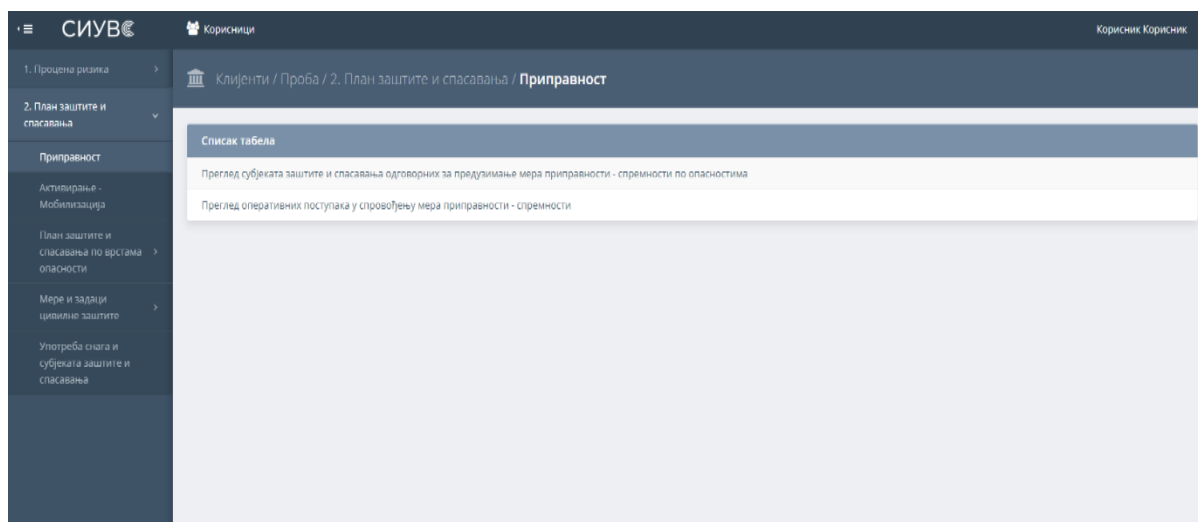 СИУВС
Корисници
Корисник Корисник
1. Процена ризика
2. План заштите и
спасавања
Приправност
Активирање -
Мобилизација
План заштите и
спасавања по врстама
опасности
Мере и задаци
цивилне заштите
Употреба снага и
субјеката заштите и
спасавања
Клијенти / Проба / 2. План заштите и спасавања / Приправност
Списак табела
Преглед субјеката заштите и спасавања одговорних за предузимање мера приправности - спремности по опасностима
Преглед оперативних поступака у спровођењу мера приправности - спремности